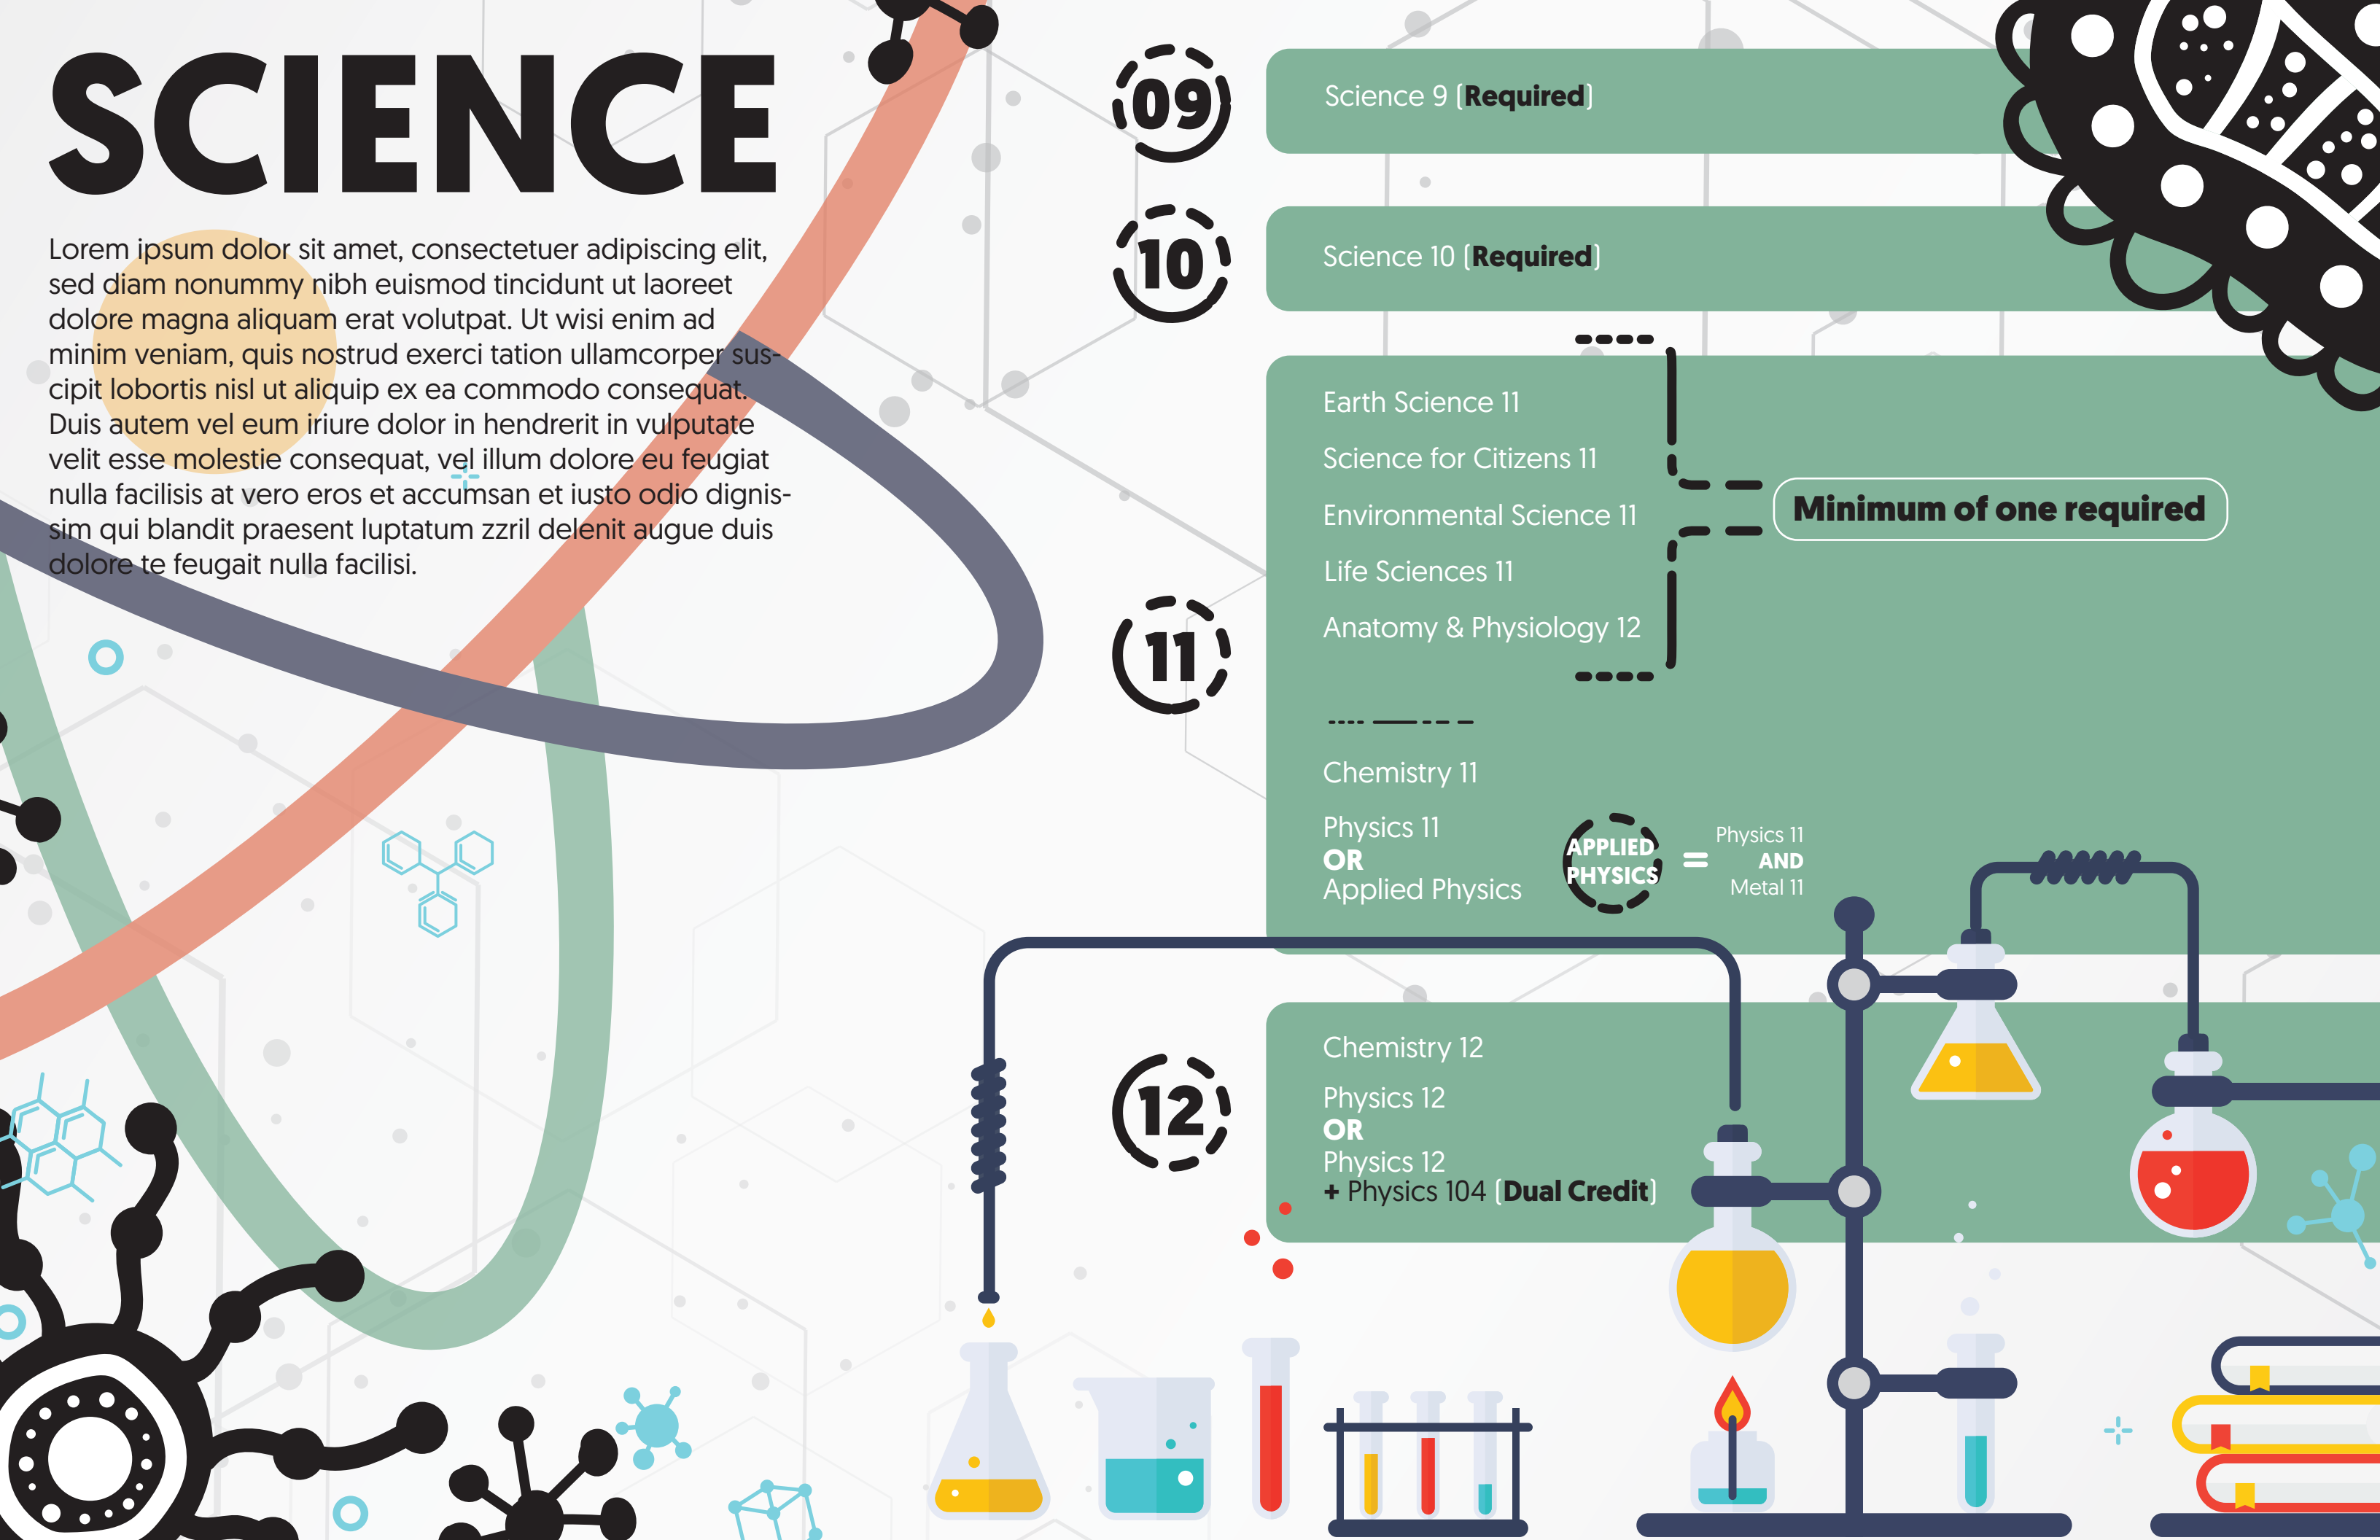 SCIENCE
Lorem ipsum dolor sit amet, consectetuer adipiscing elit,
sed diam nonummy nibh euismod tincidunt ut laoreet
dolore magna aliquam erat volutpat. Ut wisi enim ad
minim veniam, quis nostrud exerci tation ullamcorper sus-
cipit lobortis nisl ut aliquip ex ea commodo consequat.
Duis autem vel eum iriure dolor in hendrerit in vulputate
velit esse molestie consequat, vel illum dolore eu feugiat
nulla facilisis at vero eros et accumsan et iusto odio dignis-
sim qui blandit praesent luptatum zzril delenit augue duis
dolore te feugait nulla facilisi.
09
Science 9 (Required)
10
Science 10 (Required)
11
Earth Science 11
Science for Citizens 11
Environmental Science 11
Life Sciences 11
Anatomy & Physiology 12
Minimum of one required
Chemistry 11
Physics 11
OR
Applied Physics
APPLIED
PHYSICS
=
Physics 11
AND
Metal 11
12
Chemistry 12
Physics 12
OR
Physics 12
+ Physics 104 (Dual Credit)